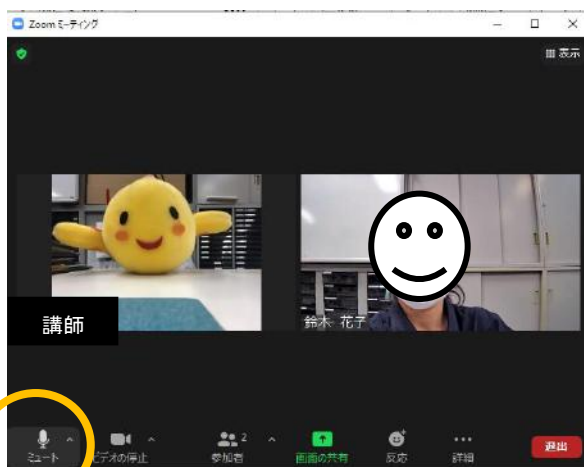 Zoom ミーティング
表示
講師
鈴木 花子
ミュート
ビデオの停止
2
参加者
画面の共有
反応
詳細
退出